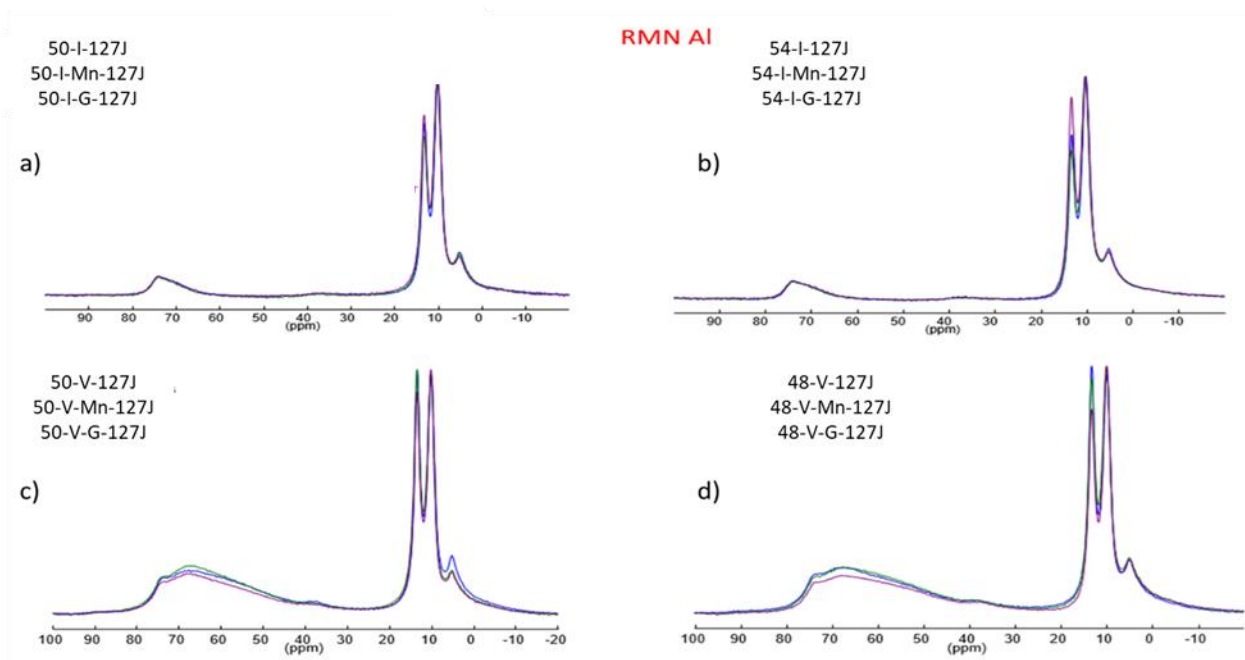 RMN Al
50-I-127J
50-I-Mn-127J
50-I-G-127J
a)
90 80 70 60 50 40 30 20 10 0 -10
(ppm)
54-I-127J
54-I-Mn-127J
54-I-G-127J
b)
90 80 70 60 50 40 30 20 10 0 -10
(ppm)
50-V-127J
50-V-Mn-127J
50-V-G-127J
c)
100 90 80 70 60 50 40 30 20 10 0 -10 -20
(ppm)
48-V-127J
48-V-Mn-127J
48-V-G-127J
d)
100 90 80 70 60 50 40 30 20 10 0 -10
(ppm)